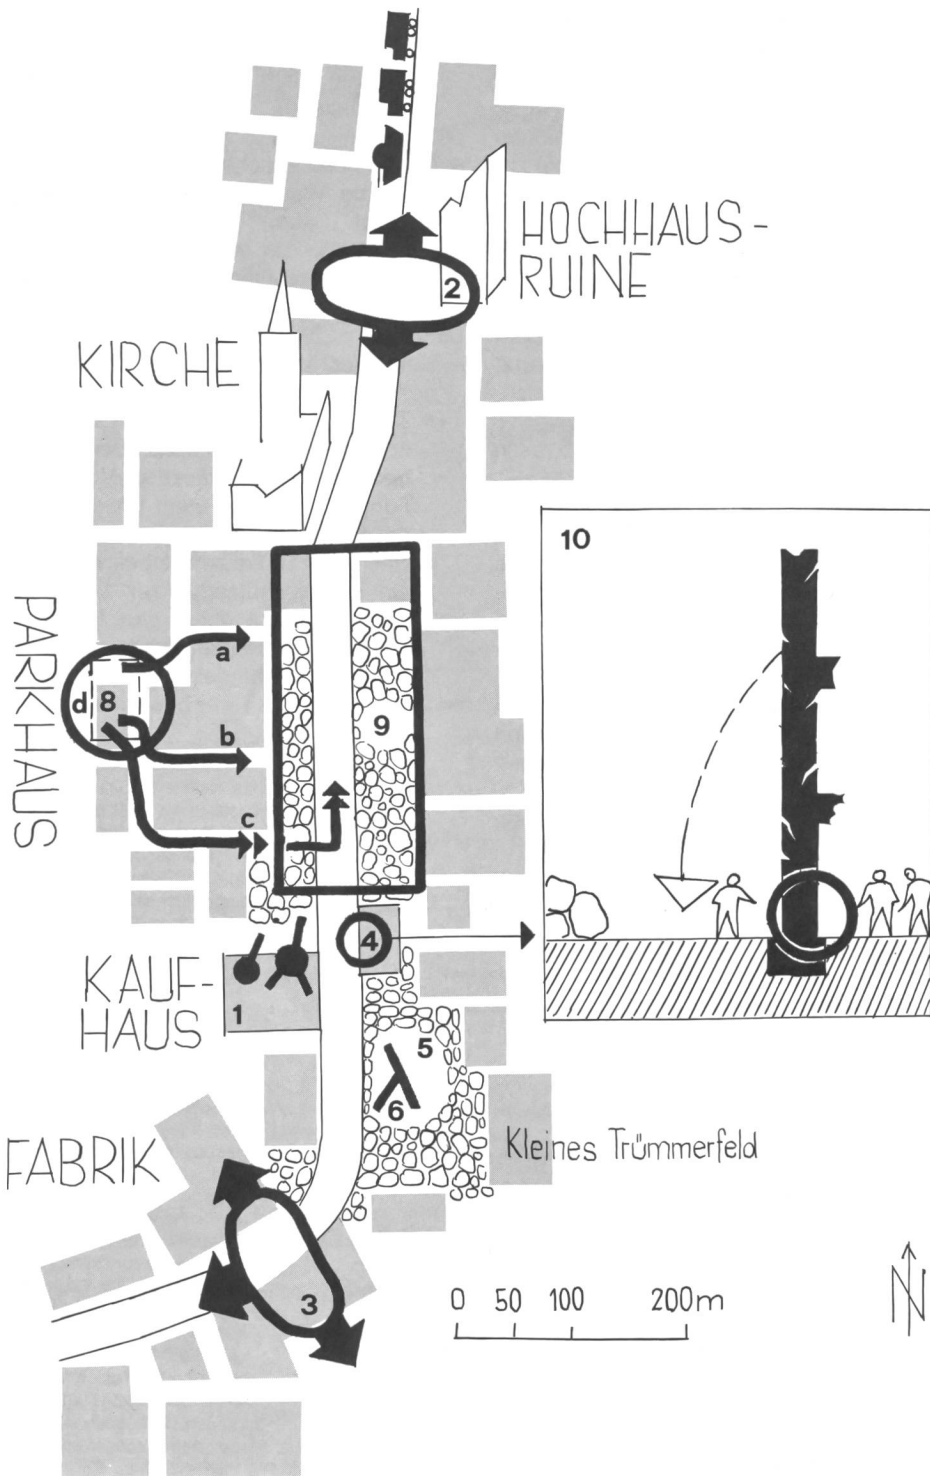 HOCHHAUS-
RUINE
2
KIRCHE
10
PARKHAUS
a
d 8
9
b
c
4
KAUF-
HAUS
1
5
6
Kleines Trümmerfeld
FABRIK
3
0 50 100 200m
N